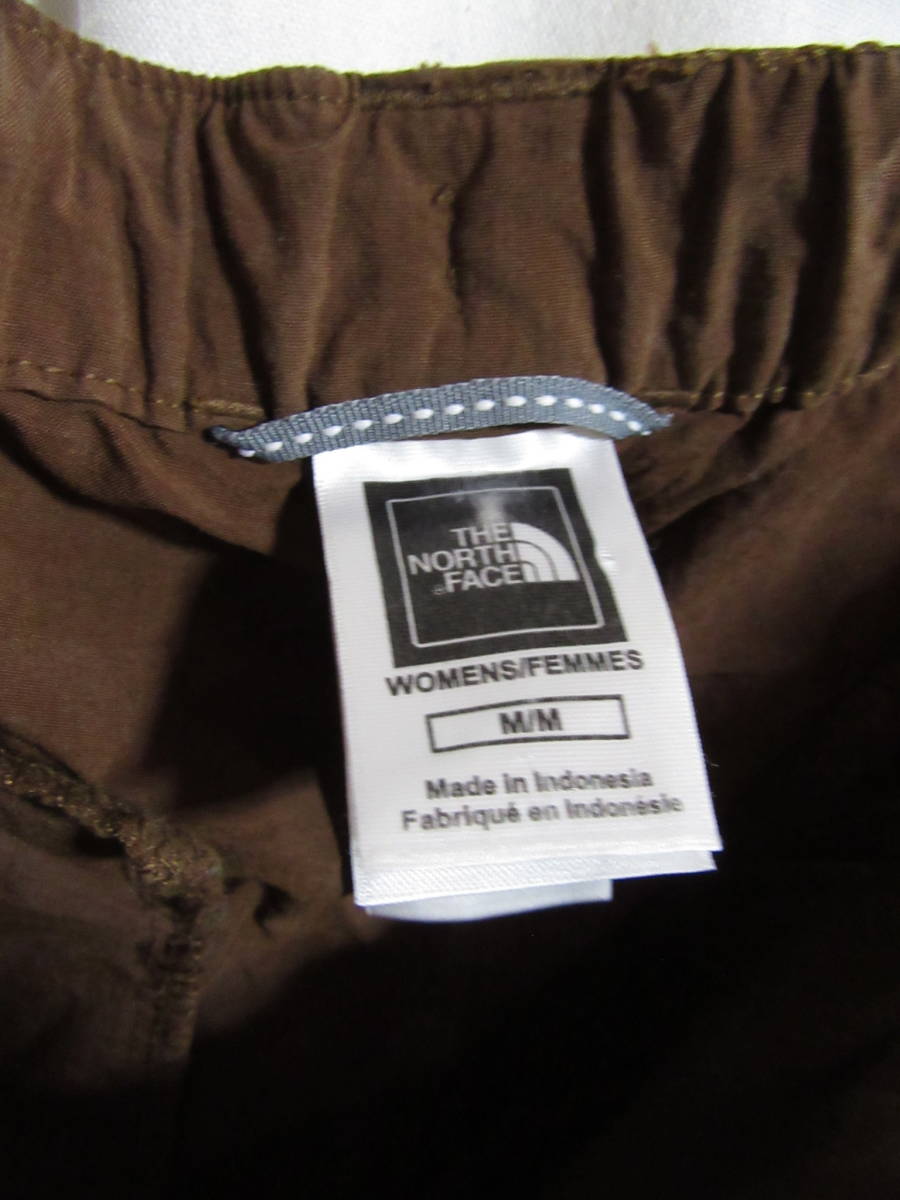 THE
NORTH
FACE
®
WOMENS/FEMMES
M/M
Made in Indonesia
Fabriqué en Indonésie